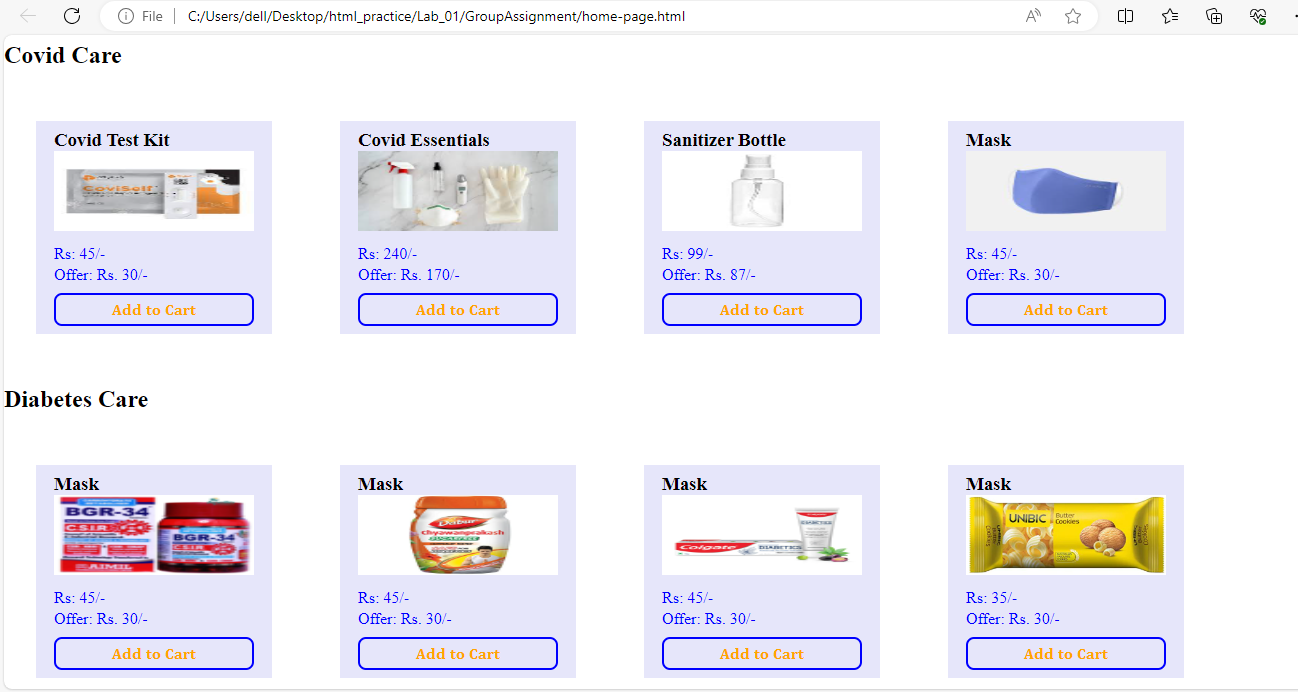 File
C:/Users/dell/Desktop/html_practice/Lab_01/GroupAssignment/home-page.html
Covid Care
Covid Test Kit
Covid Essentials
Sanitizer Bottle
Mask
CoviSelf
Rs: 45/-
Rs: 240/-
Rs: 99/-
Rs: 45/-
Offer: Rs. 30/-
Offer: Rs. 170/-
Offer: Rs. 87/-
Offer: Rs. 30/-
Add to Cart
Add to Cart
Add to Cart
Add to Cart
Diabetes Care
Mask
Mask
Mask
Mask
BGR-34
CSIR
AIMIL
BGR-34
CSIR
Dabur
Chyawanprakash
SUGARFREE
Colgate
DIABETICS
DIABETICS
UNIBIC
Butter
Cookies
Rs: 45/-
Rs: 45/-
Rs: 45/-
Rs: 35/-
Offer: Rs. 30/-
Offer: Rs. 30/-
Offer: Rs. 30/-
Offer: Rs. 30/-
Add to Cart
Add to Cart
Add to Cart
Add to Cart